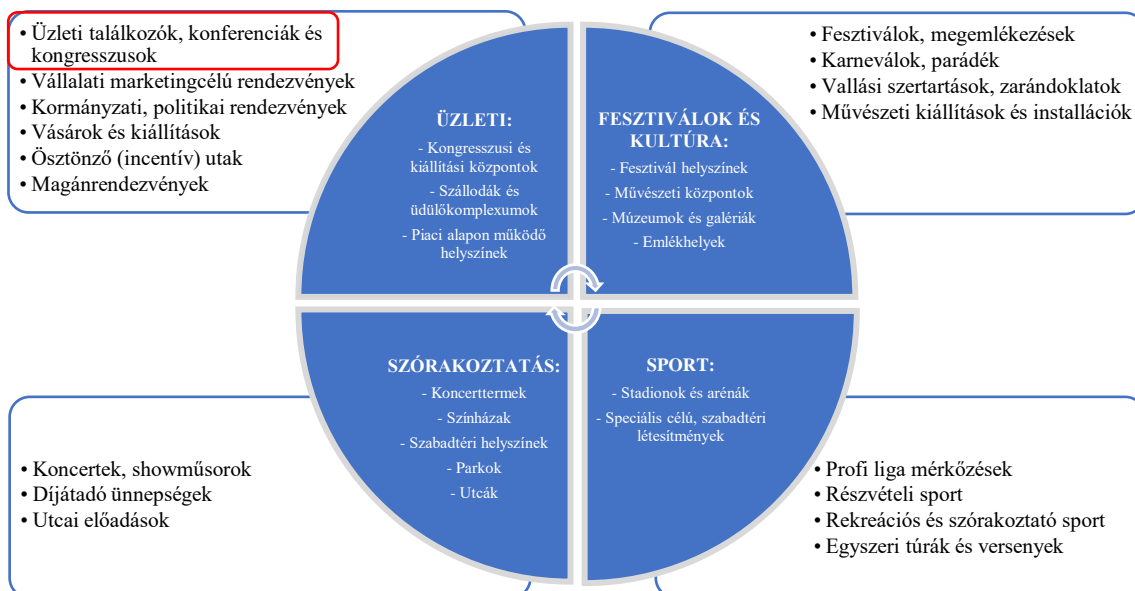 • Üzleti találkozók, konferenciák és
kongresszusok
• Vállalati marketingcélú rendezvények
• Kormányzati, politikai rendezvények
• Vásárok és kiállítások
• Ösztönző (incentív) utak
• Magánrendezvények
ÜZLETI:
- Kongresszusi és
kiállítási központok
- Szállodák és
üdülőkomplexumok
- Piaci alapon működő
helyszínek
FESZTIVÁLOK ÉS
KULTÚRA:
- Fesztivál helyszínek
- Művészeti központok
- Múzeumok és galériák
- Emlékhelyek
• Fesztiválok, megemlékezések
• Karneválok, parádék
• Vallási szertartások, zarándoklatok
• Művészeti kiállítások és installációk
• Koncertek, showműsorok
• Díjátadó ünnepségek
• Utcai előadások
SZÓRAKOZTATÁS:
- Koncerttermek
- Színházak
- Szabadtéri helyszínek
- Parkok
- Utcák
SPORT:
- Stadionok és arénák
- Speciális célú, szabadtéri
létesítmények
• Profi liga mérkőzések
• Részvételi sport
• Rekreációs és szórakoztató sport
• Egyszeri túrák és versenyek